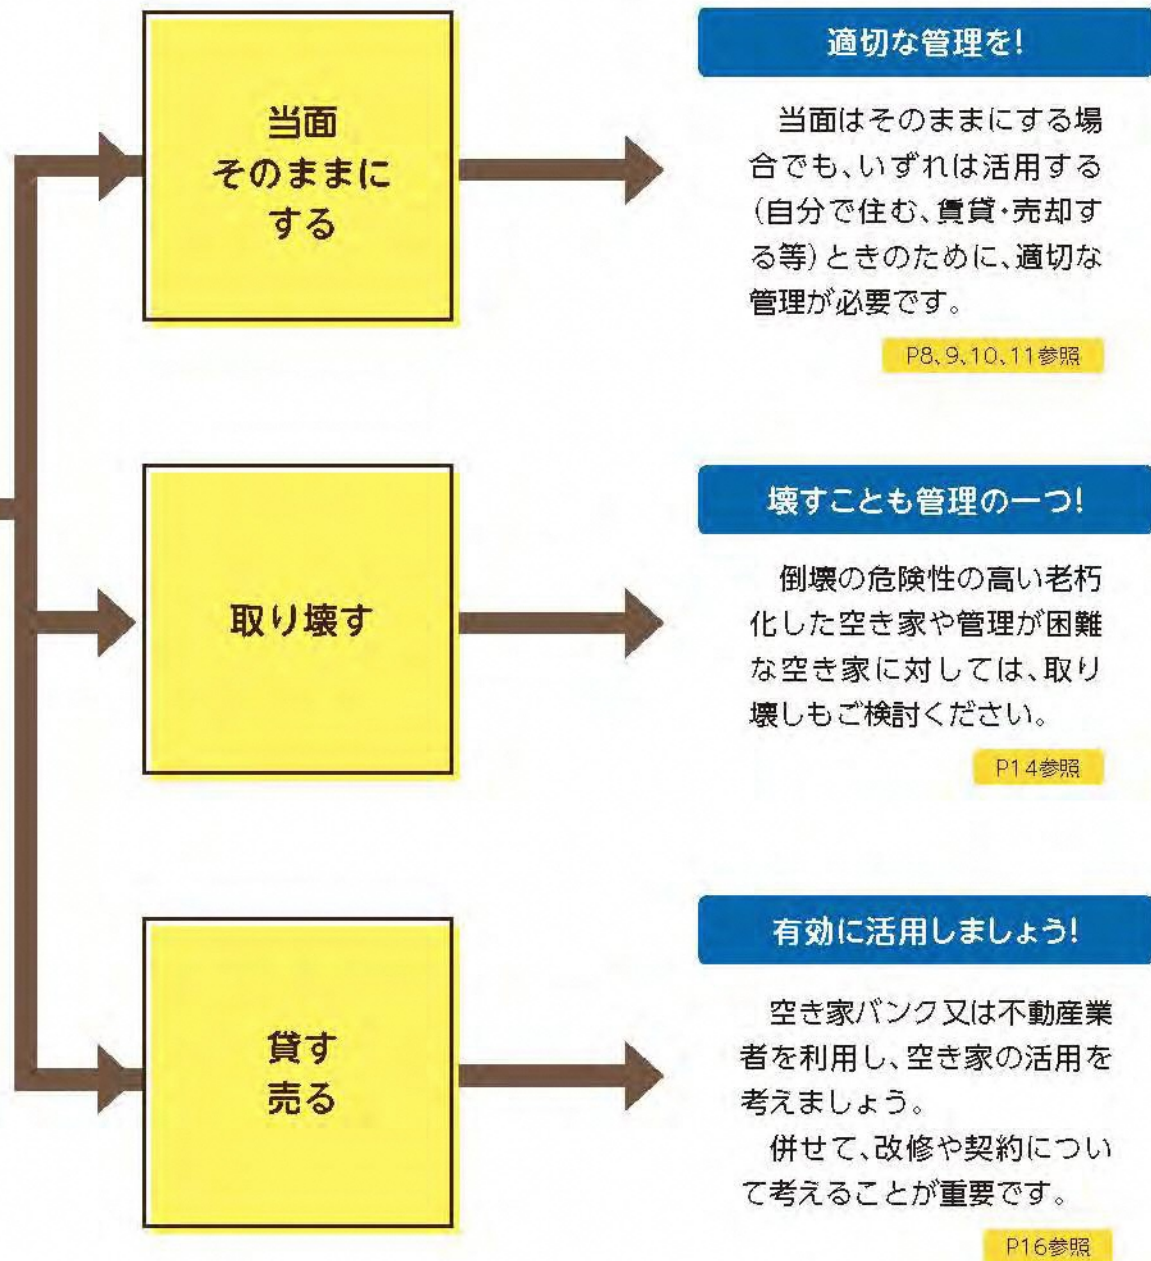 当面
そのままに
する
適切な管理を!
当面はそのままにする場
合でも、いずれは活用する
(自分で住む、賃貸・売却す
る等)ときのために、適切な
管理が必要です。
P8、9、10、11参照
取り壊す
壊すことも管理の一つ!
倒壊の危険性の高い老朽
化した空き家や管理が困難
な空き家に対しては、取り
壊しもご検討ください。
P14参照
貸す
売る
有効に活用しましょう!
空き家バンク又は不動産業
者を利用し、空き家の活用を
考えましょう。
併せて、改修や契約につい
て考えることが重要です。
P16参照